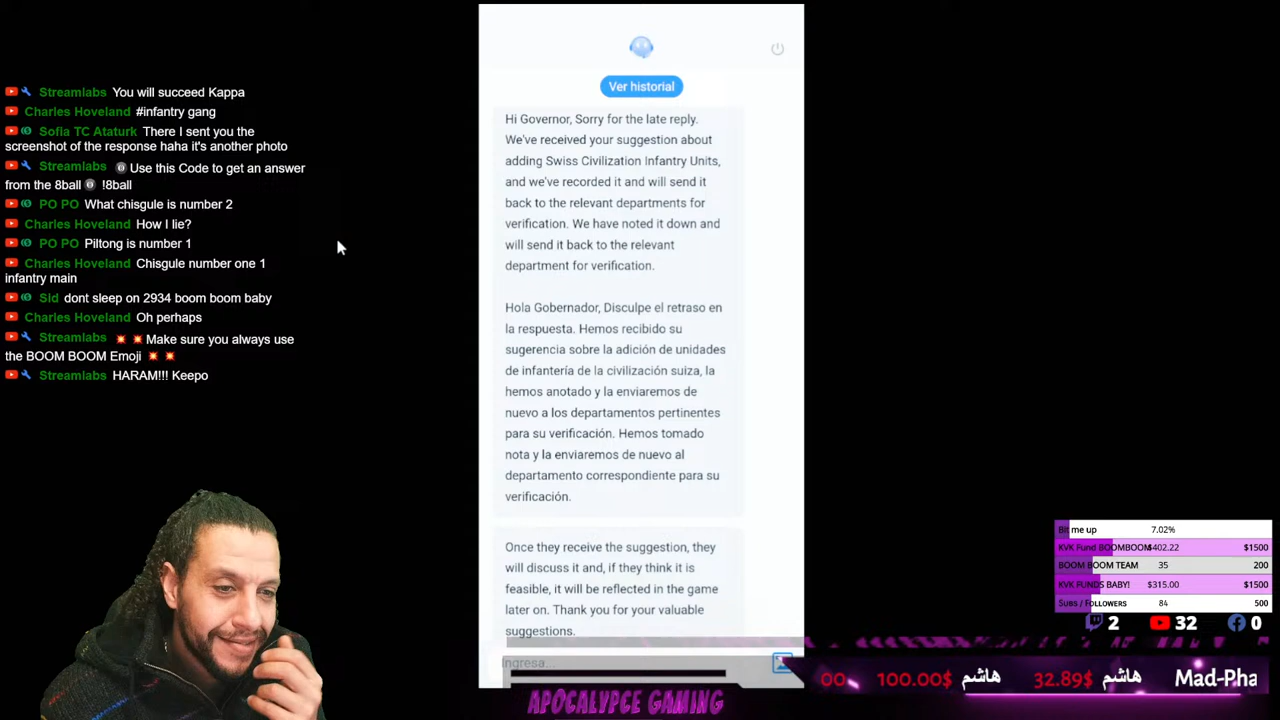 Streamlabs You will succeed Kappa
Charles Hoveland #infantry gang
Sofia TC Ataturk There I sent you the
screenshot of the response haha it's another photo
Streamlabs Use this Code to get an answer
from the 8ball !8ball
PO PO What chisgule is number 2
Charles Hoveland How I lie?
PO PO Piltong is number 1
Charles Hoveland Chisgule number one 1
infantry main
Sld dont sleep on 2934 boom boom baby
Charles Hoveland Oh perhaps
Streamlabs Make sure you always use
the BOOM BOOM Emoji
Streamlabs HARAM!!! Keepo
Ver historial
Hi Governor, Sorry for the late reply.
We've received your suggestion about
adding Swiss Civilization Infantry Units,
and we've recorded it and will send it
back to the relevant departments for
verification. We have noted it down and
will send it back to the relevant
department for verification.
Hola Gobernador, Disculpe el retraso en
la respuesta. Hemos recibido su
sugerencia sobre la adición de unidades
de infantería de la civilización suiza, la
hemos anotado y la enviaremos de
nuevo a los departamentos pertinentes
para su verificación. Hemos tomado
nota y la enviaremos de nuevo al
departamento correspondiente para su
verificación.
Once they receive the suggestion, they
will discuss it and, if they think it is
feasible, it will be reflected in the game
later on. Thank you for your valuable
suggestions.
Ingresa...
me up 7.02%
KVK Fund BOOMBOOM $402.22 $1500
BOOM BOOM TEAM 35 200
KVK FUNDS BABY! $315.00 $1500
Subs / Followers 84 500
2 32 0
00 100.00$ هاشم 32.89$ هاشم Mad-Pha
APOCALYPCE GAMING